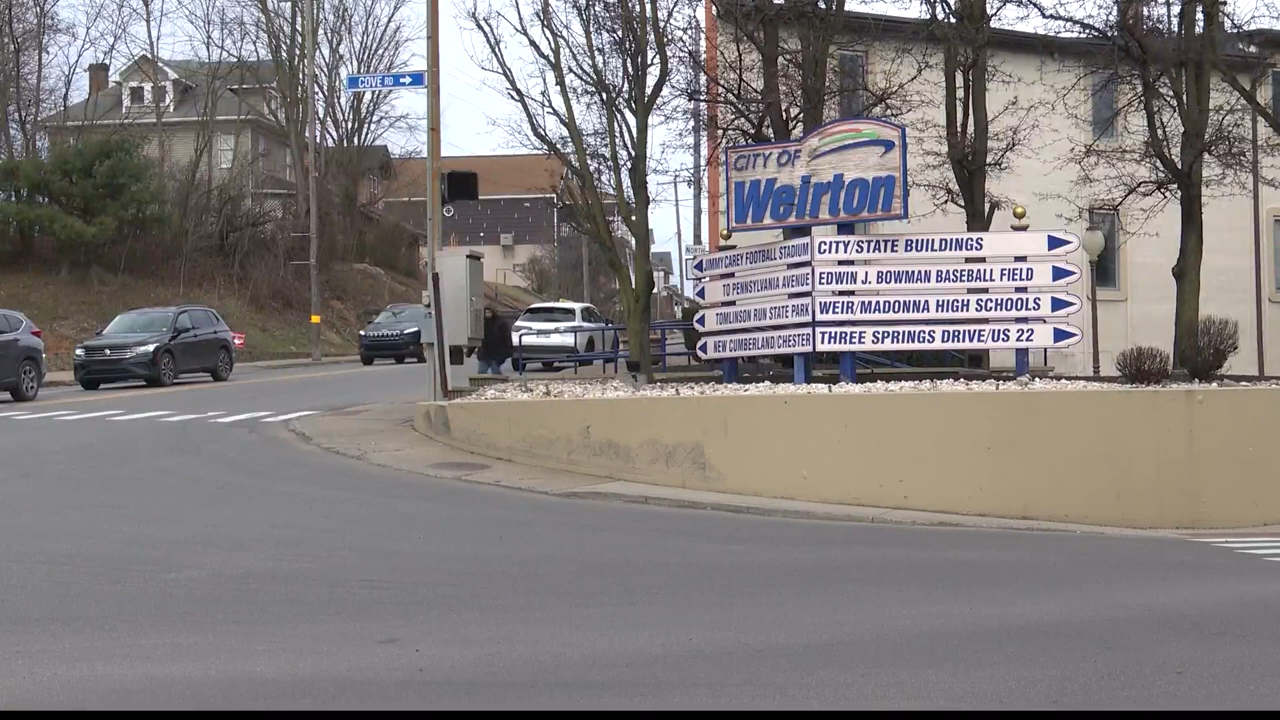 COVE RD
CITY OF
Weirton
NORTH
JIMMY CAREY FOOTBALL STADIUM
CITY/STATE BUILDINGS
TO PENNSYLVANIA AVENUE
EDWIN J. BOWMAN BASEBALL FIELD
TOMLINSON RUN STATE PARK
WEIR/MADONNA HIGH SCHOOLS
NEW CUMBERLAND/CHESTER
THREE SPRINGS DRIVE/US 22